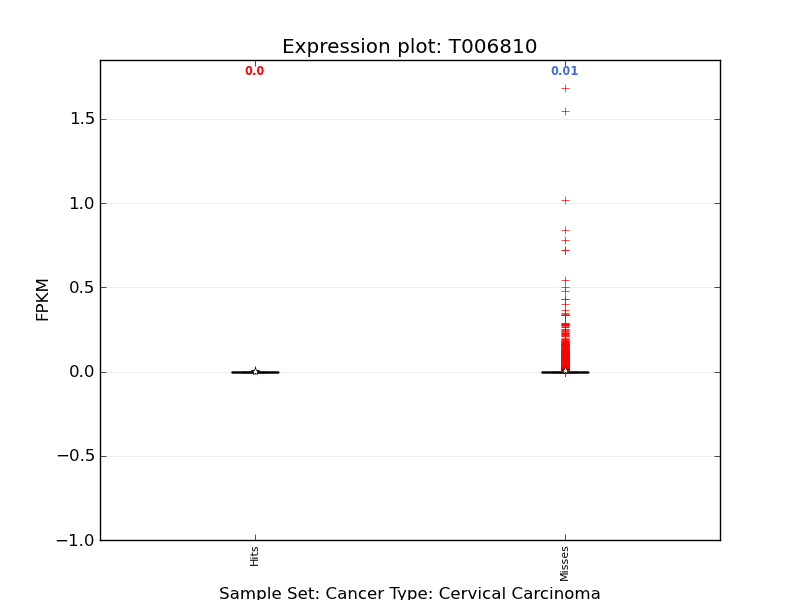 Expression plot: T006810
0.0
0.01
1.5
1.0
0.5
0.0
−0.5
−1.0
FPKM
Hits
Misses
Sample Set: Cancer Type: Cervical Carcinoma